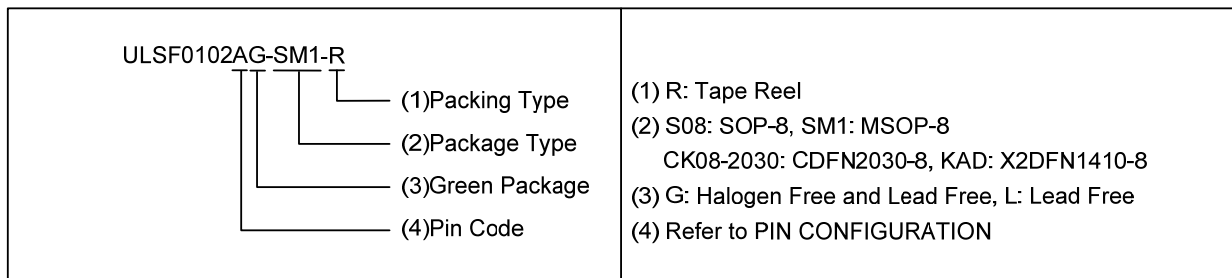 ULSF0102AG-SM1-R
(1)Packing Type
(2)Package Type
(3)Green Package
(4)Pin Code
(1) R: Tape Reel
(2) S08: SOP-8, SM1: MSOP-8
CK08-2030: CDFN2030-8, KAD: X2DFN1410-8
(3) G: Halogen Free and Lead Free, L: Lead Free
(4) Refer to PIN CONFIGURATION